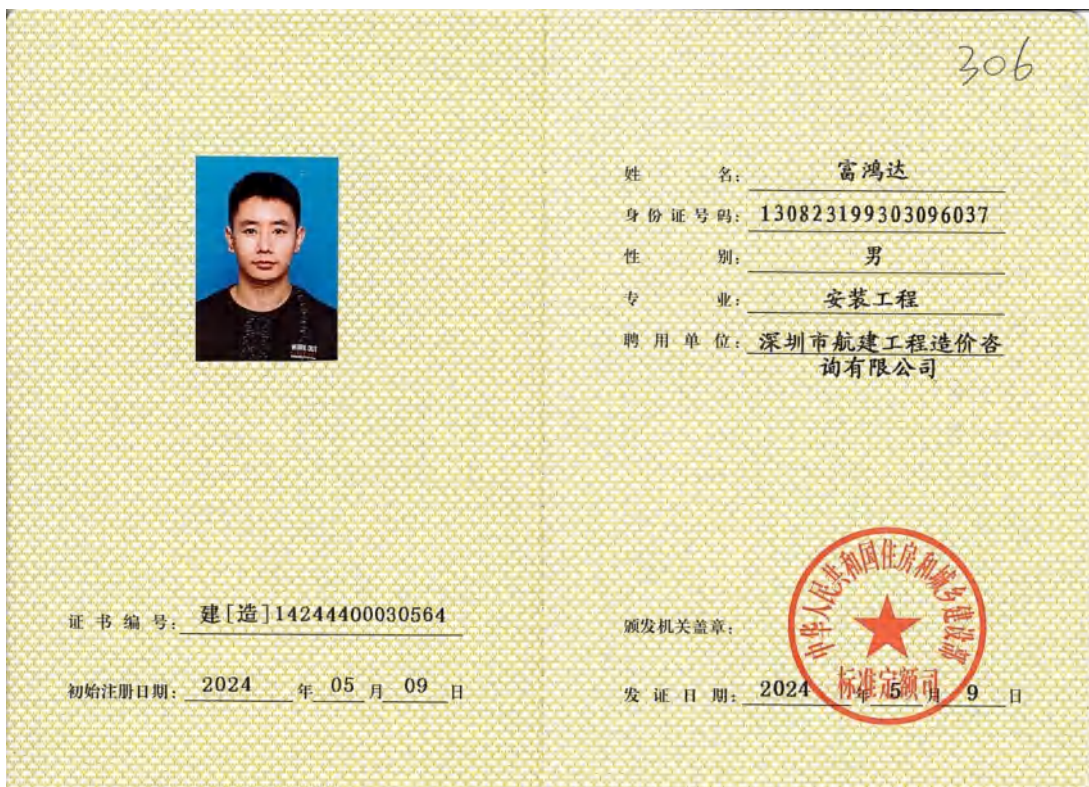 306
WORK OUT
姓 名: 富鸿达
身份证号码: 130823199303096037
性 别: 男
专 业: 安装工程
聘用单位: 深圳市航建工程造价咨
询有限公司
证书编号: 建[造]14244400030564
初始注册日期: 2024 年 05 月 09 日
颁发机关盖章:
中华人民共和国住房和城乡建设部
标准定额司
发证日期: 2024 年 5 月 9 日